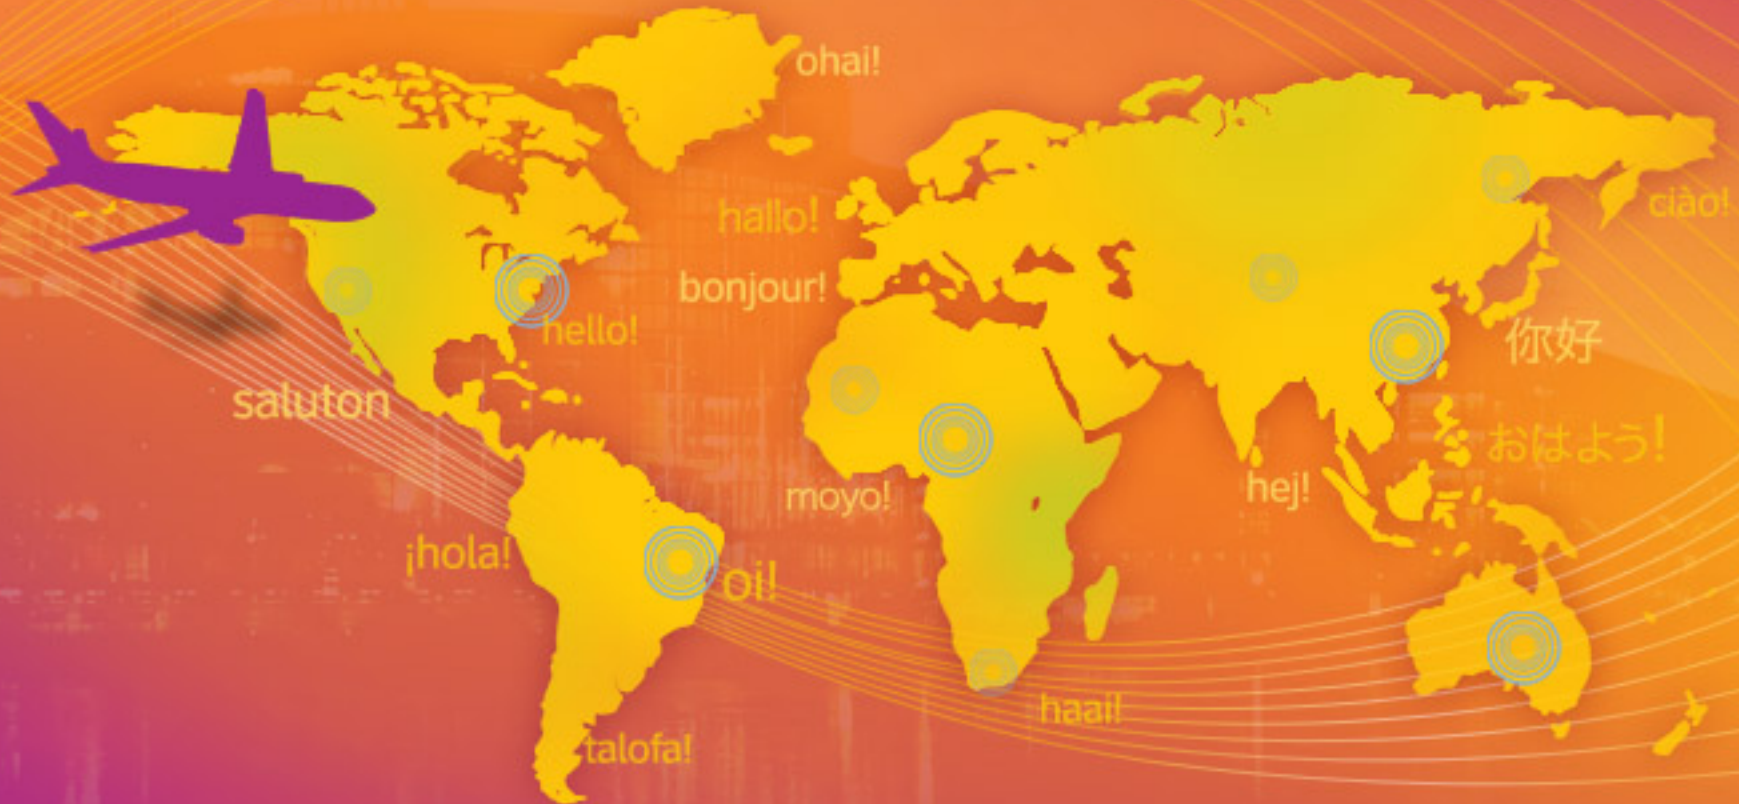 ohai!
ciào!
hallo!
bonjour!
hello!
你好
saluton
おはよう!
hej!
moyo!
¡hola!
oi!
haai!
talofa!